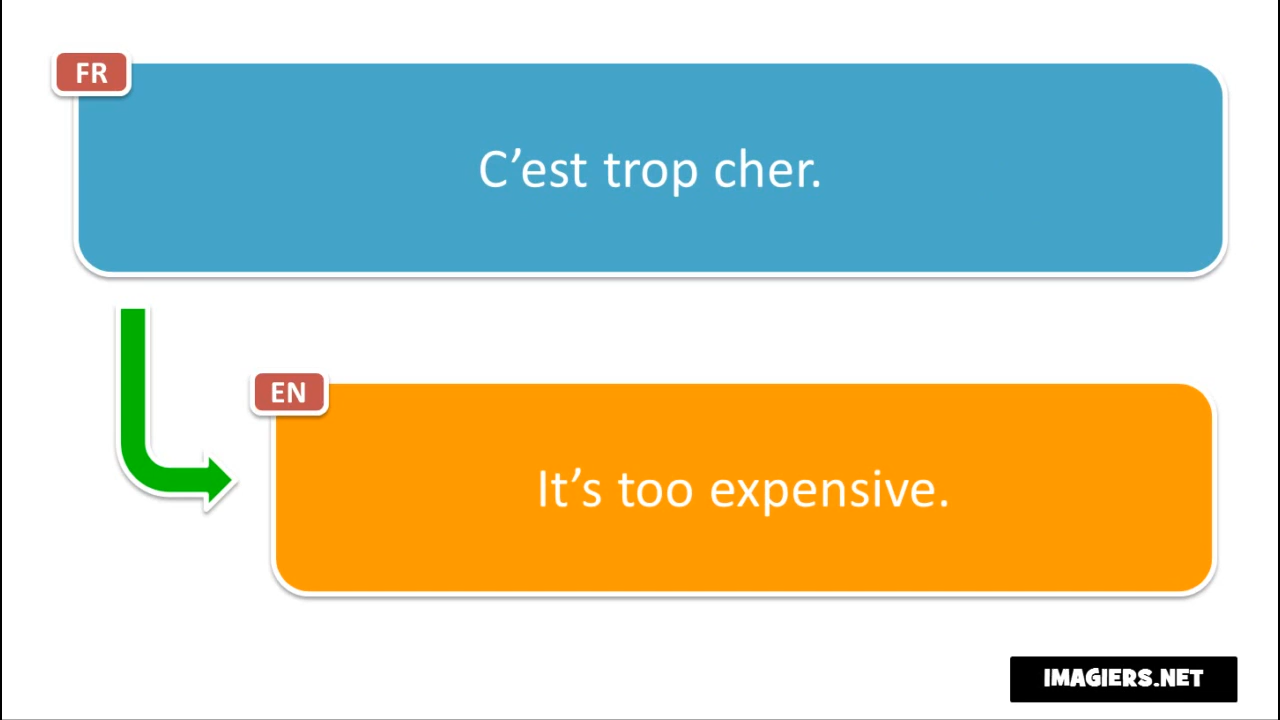 FR
C’est trop cher.
EN
It’s too expensive.
IMAGIERS.NET